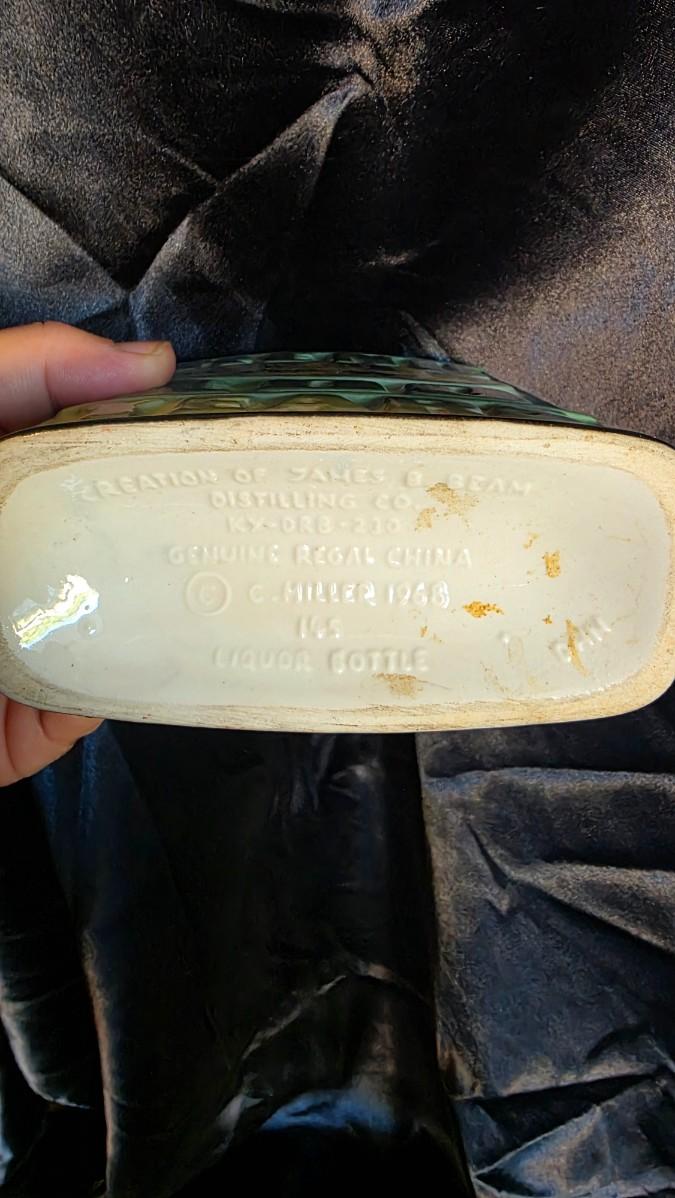 CREATION OF JAMES B. BEAM
DISTILLING CO.
KY-DRB-230
GENUINE REGAL CHINA
© C. MILLER 1968
165
LIQUOR BOTTLE